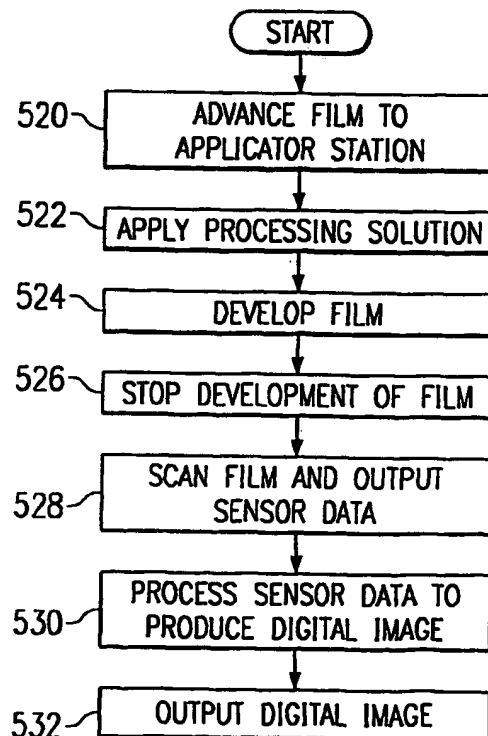 START
520
ADVANCE FILM TO
APPLICATOR STATION
522
APPLY PROCESSING SOLUTION
524
DEVELOP FILM
526
STOP DEVELOPMENT OF FILM
528
SCAN FILM AND OUTPUT
SENSOR DATA
530
PROCESS SENSOR DATA TO
PRODUCE DIGITAL IMAGE
532
OUTPUT DIGITAL IMAGE